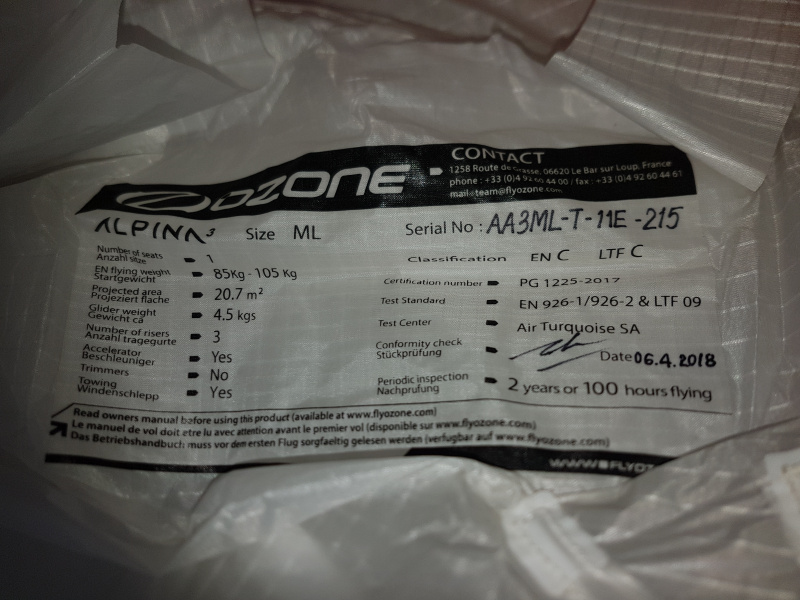 OZONE
CONTACT
1258 Route de Grasse, 06620 Le Bar sur Loup. France
phone : +33 (0)4 92 60 44 00 / fax : +33 (0)4 92 60 44 61
mail team@flyozone.com
ALPINA³ Size ML
Serial No : AA3ML-T-11E-215
Number of seats 1
Anzahl sitze
EN flying weight 85Kg - 105 Kg
Startgewicht
Projected area 20.7 m²
Projeziert flache
Glider weight 4.5 kgs
Gewicht ca
Number of risers 3
Anzahl tragegurte
Accelerator Yes
Beschleuniger
Trimmers No
Towing Yes
Windenschlepp
Classification EN C LTF C
Certification number PG 1225-2017
Test Standard EN 926-1/926-2 & LTF 09
Test Center Air Turquoise SA
Conformity check
Stückprüfung
Date 06.4.2018
Periodic inspection 2 years or 100 hours flying
Nachprufung
Read owners manual before using this product (available at www.flyozone.com)
Le manuel de vol doit etre lu avec attention avant le premier vol (disponible sur www.flyozone.com)
Das Betriebshandbuch muss vor den ersten Flug sorgfaeltig gelesen werden (verfugbar auf www.flyozone.com)